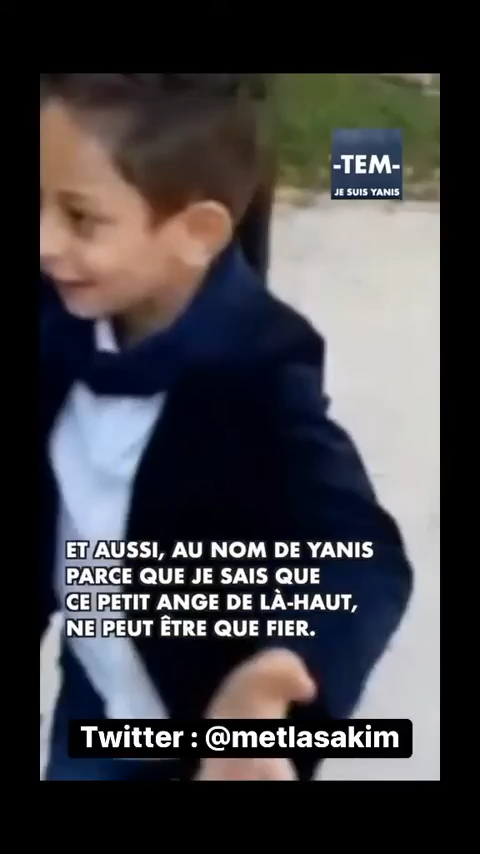 -TEM-
JE SUIS YANIS
ET AUSSI, AU NOM DE YANIS
PARCE QUE JE SAIS QUE
CE PETIT ANGE DE LÀ-HAUT,
NE PEUT ÊTRE QUE FIER.
Twitter : @metlasakim